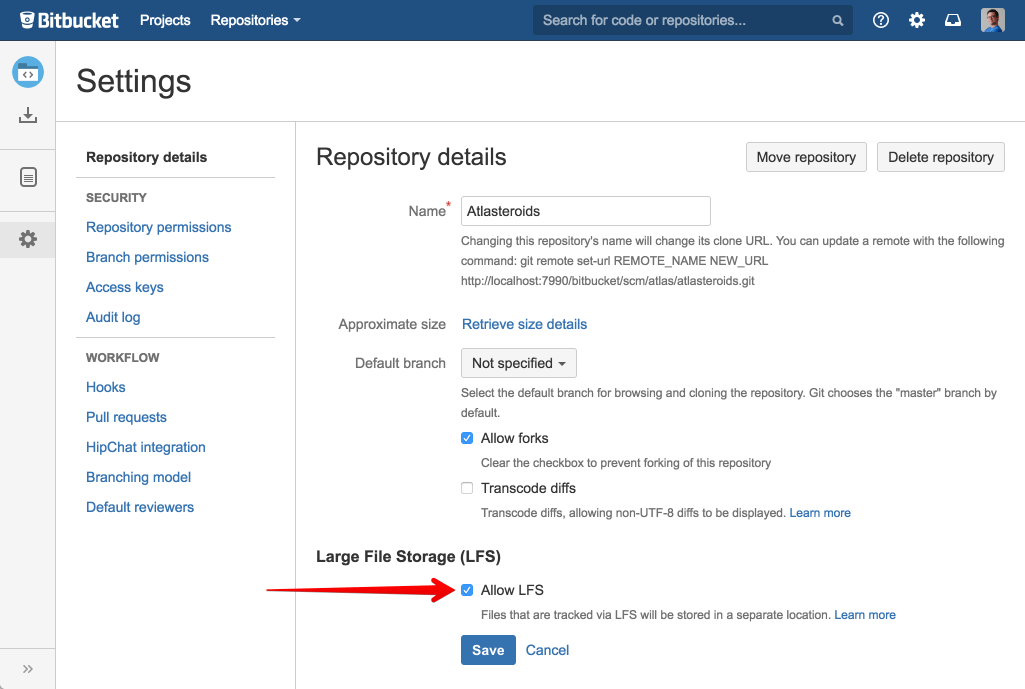 Bitbucket Projects Repositories Search for code or repositories...
Settings
Repository details
SECURITY
Repository permissions
Branch permissions
Access keys
Audit log
WORKFLOW
Hooks
Pull requests
HipChat integration
Branching model
Default reviewers
Repository details
Move repository Delete repository
Name* Atlasteroids
Changing this repository's name will change its clone URL. You can update a remote with the following
command: git remote set-url REMOTE_NAME NEW_URL
http://localhost:7990/bitbucket/scm/atlas/atlasteroids.git
Approximate size Retrieve size details
Default branch Not specified
Select the default branch for browsing and cloning the repository. Git chooses the "master" branch by
default.
Allow forks
Clear the checkbox to prevent forking of this repository
Transcode diffs
Transcode diffs, allowing non-UTF-8 diffs to be displayed. Learn more
Large File Storage (LFS)
Allow LFS
Files that are tracked via LFS will be stored in a separate location. Learn more
Save Cancel